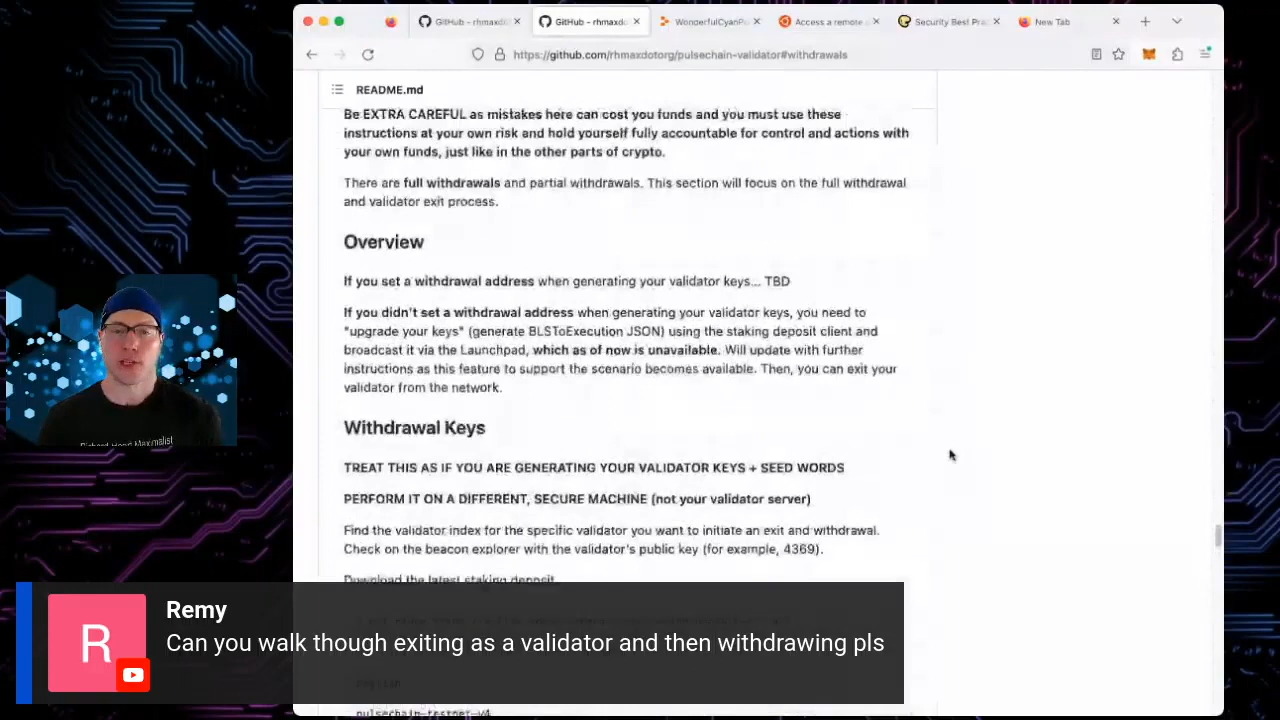 GitHub - rhmaxdo
GitHub - rhmaxdo
WonderfulCyanPo
Access a remote
Security Best Prac
New Tab
https://github.com/rhmaxdotorg/pulsechain-validator#withdrawals
README.md
Be EXTRA CAREFUL as mistakes here can cost you funds and you must use these
instructions at your own risk and hold yourself fully accountable for control and actions with
your own funds, just like in the other parts of crypto.
There are full withdrawals and partial withdrawals. This section will focus on the full withdrawal
and validator exit process.
Overview
If you set a withdrawal address when generating your validator keys... TBD
If you didn't set a withdrawal address when generating your validator keys, you need to
"upgrade your keys" (generate BLSToExecution JSON) using the staking deposit client and
broadcast it via the Launchpad, which as of now is unavailable. Will update with further
instructions as this feature to support the scenario becomes available. Then, you can exit your
validator from the network.
Withdrawal Keys
TREAT THIS AS IF YOU ARE GENERATING YOUR VALIDATOR KEYS + SEED WORDS
PERFORM IT ON A DIFFERENT, SECURE MACHINE (not your validator server)
Find the validator index for the specific validator you want to initiate an exit and withdrawal.
Check on the beacon explorer with the validator's public key (for example, 4369).
Download the latest staking deposit
R
Remy
Can you walk though exiting as a validator and then withdrawing pls
pulsechain-testnet-v4
Richard Heart Maximalist